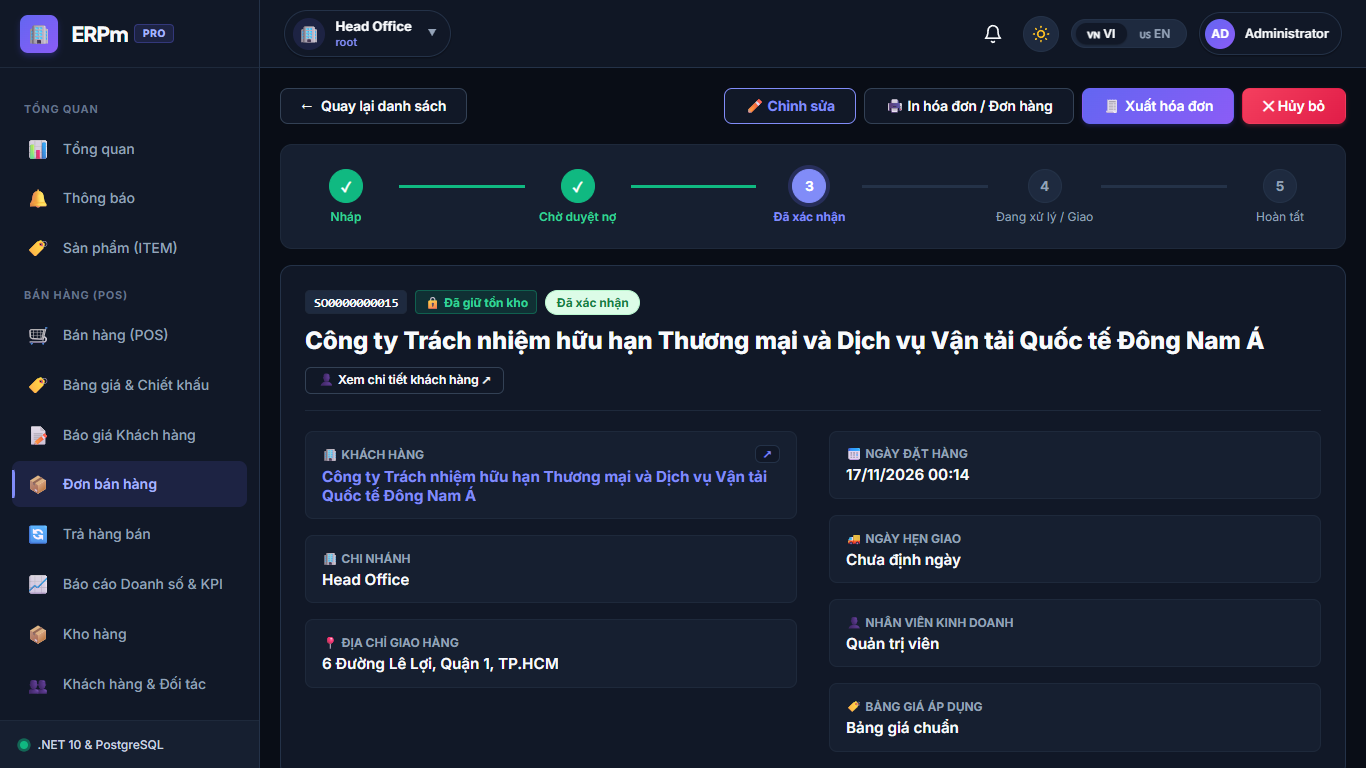 ERPm PRO
Head Office
root
VN VI
US EN
AD
Administrator
TỔNG QUAN
Tổng quan
Thông báo
Sản phẩm (ITEM)
BÁN HÀNG (POS)
Bán hàng (POS)
Bảng giá & Chiết khấu
Báo giá Khách hàng
Đơn bán hàng
Trả hàng bán
Báo cáo Doanh số & KPI
Kho hàng
Khách hàng & Đối tác
.NET 10 & PostgreSQL
← Quay lại danh sách
Chỉnh sửa
In hóa đơn / Đơn hàng
Xuất hóa đơn
Hủy bỏ
Nháp
Chờ duyệt nợ
3
Đã xác nhận
4
Đang xử lý / Giao
5
Hoàn tất
SO0000000015
Đã giữ tồn kho
Đã xác nhận
Công ty Trách nhiệm hữu hạn Thương mại và Dịch vụ Vận tải Quốc tế Đông Nam Á
Xem chi tiết khách hàng ↗
KHÁCH HÀNG
↗
Công ty Trách nhiệm hữu hạn Thương mại và Dịch vụ Vận tải
Quốc tế Đông Nam Á
CHI NHÁNH
Head Office
ĐỊA CHỈ GIAO HÀNG
6 Đường Lê Lợi, Quận 1, TP.HCM
NGÀY ĐẶT HÀNG
17/11/2026 00:14
NGÀY HẸN GIAO
Chưa định ngày
NHÂN VIÊN KINH DOANH
Quản trị viên
BẢNG GIÁ ÁP DỤNG
Bảng giá chuẩn